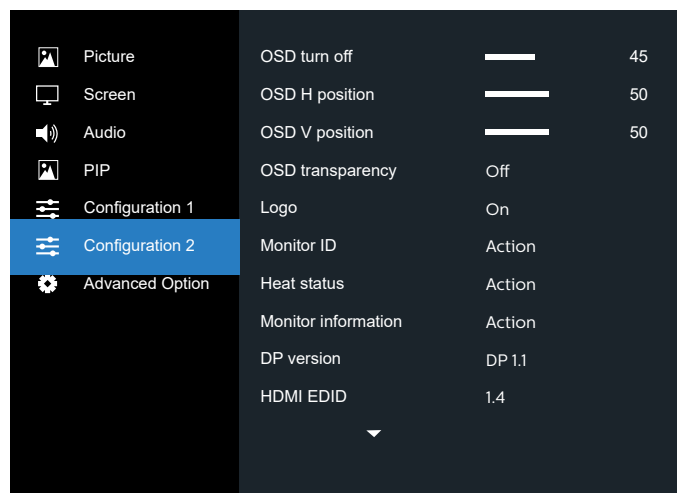 Picture
Screen
Audio
PIP
Configuration 1
Configuration 2
Advanced Option
OSD turn off 45
OSD H position 50
OSD V position 50
OSD transparency Off
Logo On
Monitor ID Action
Heat status Action
Monitor information Action
DP version DP 1.1
HDMI EDID 1.4